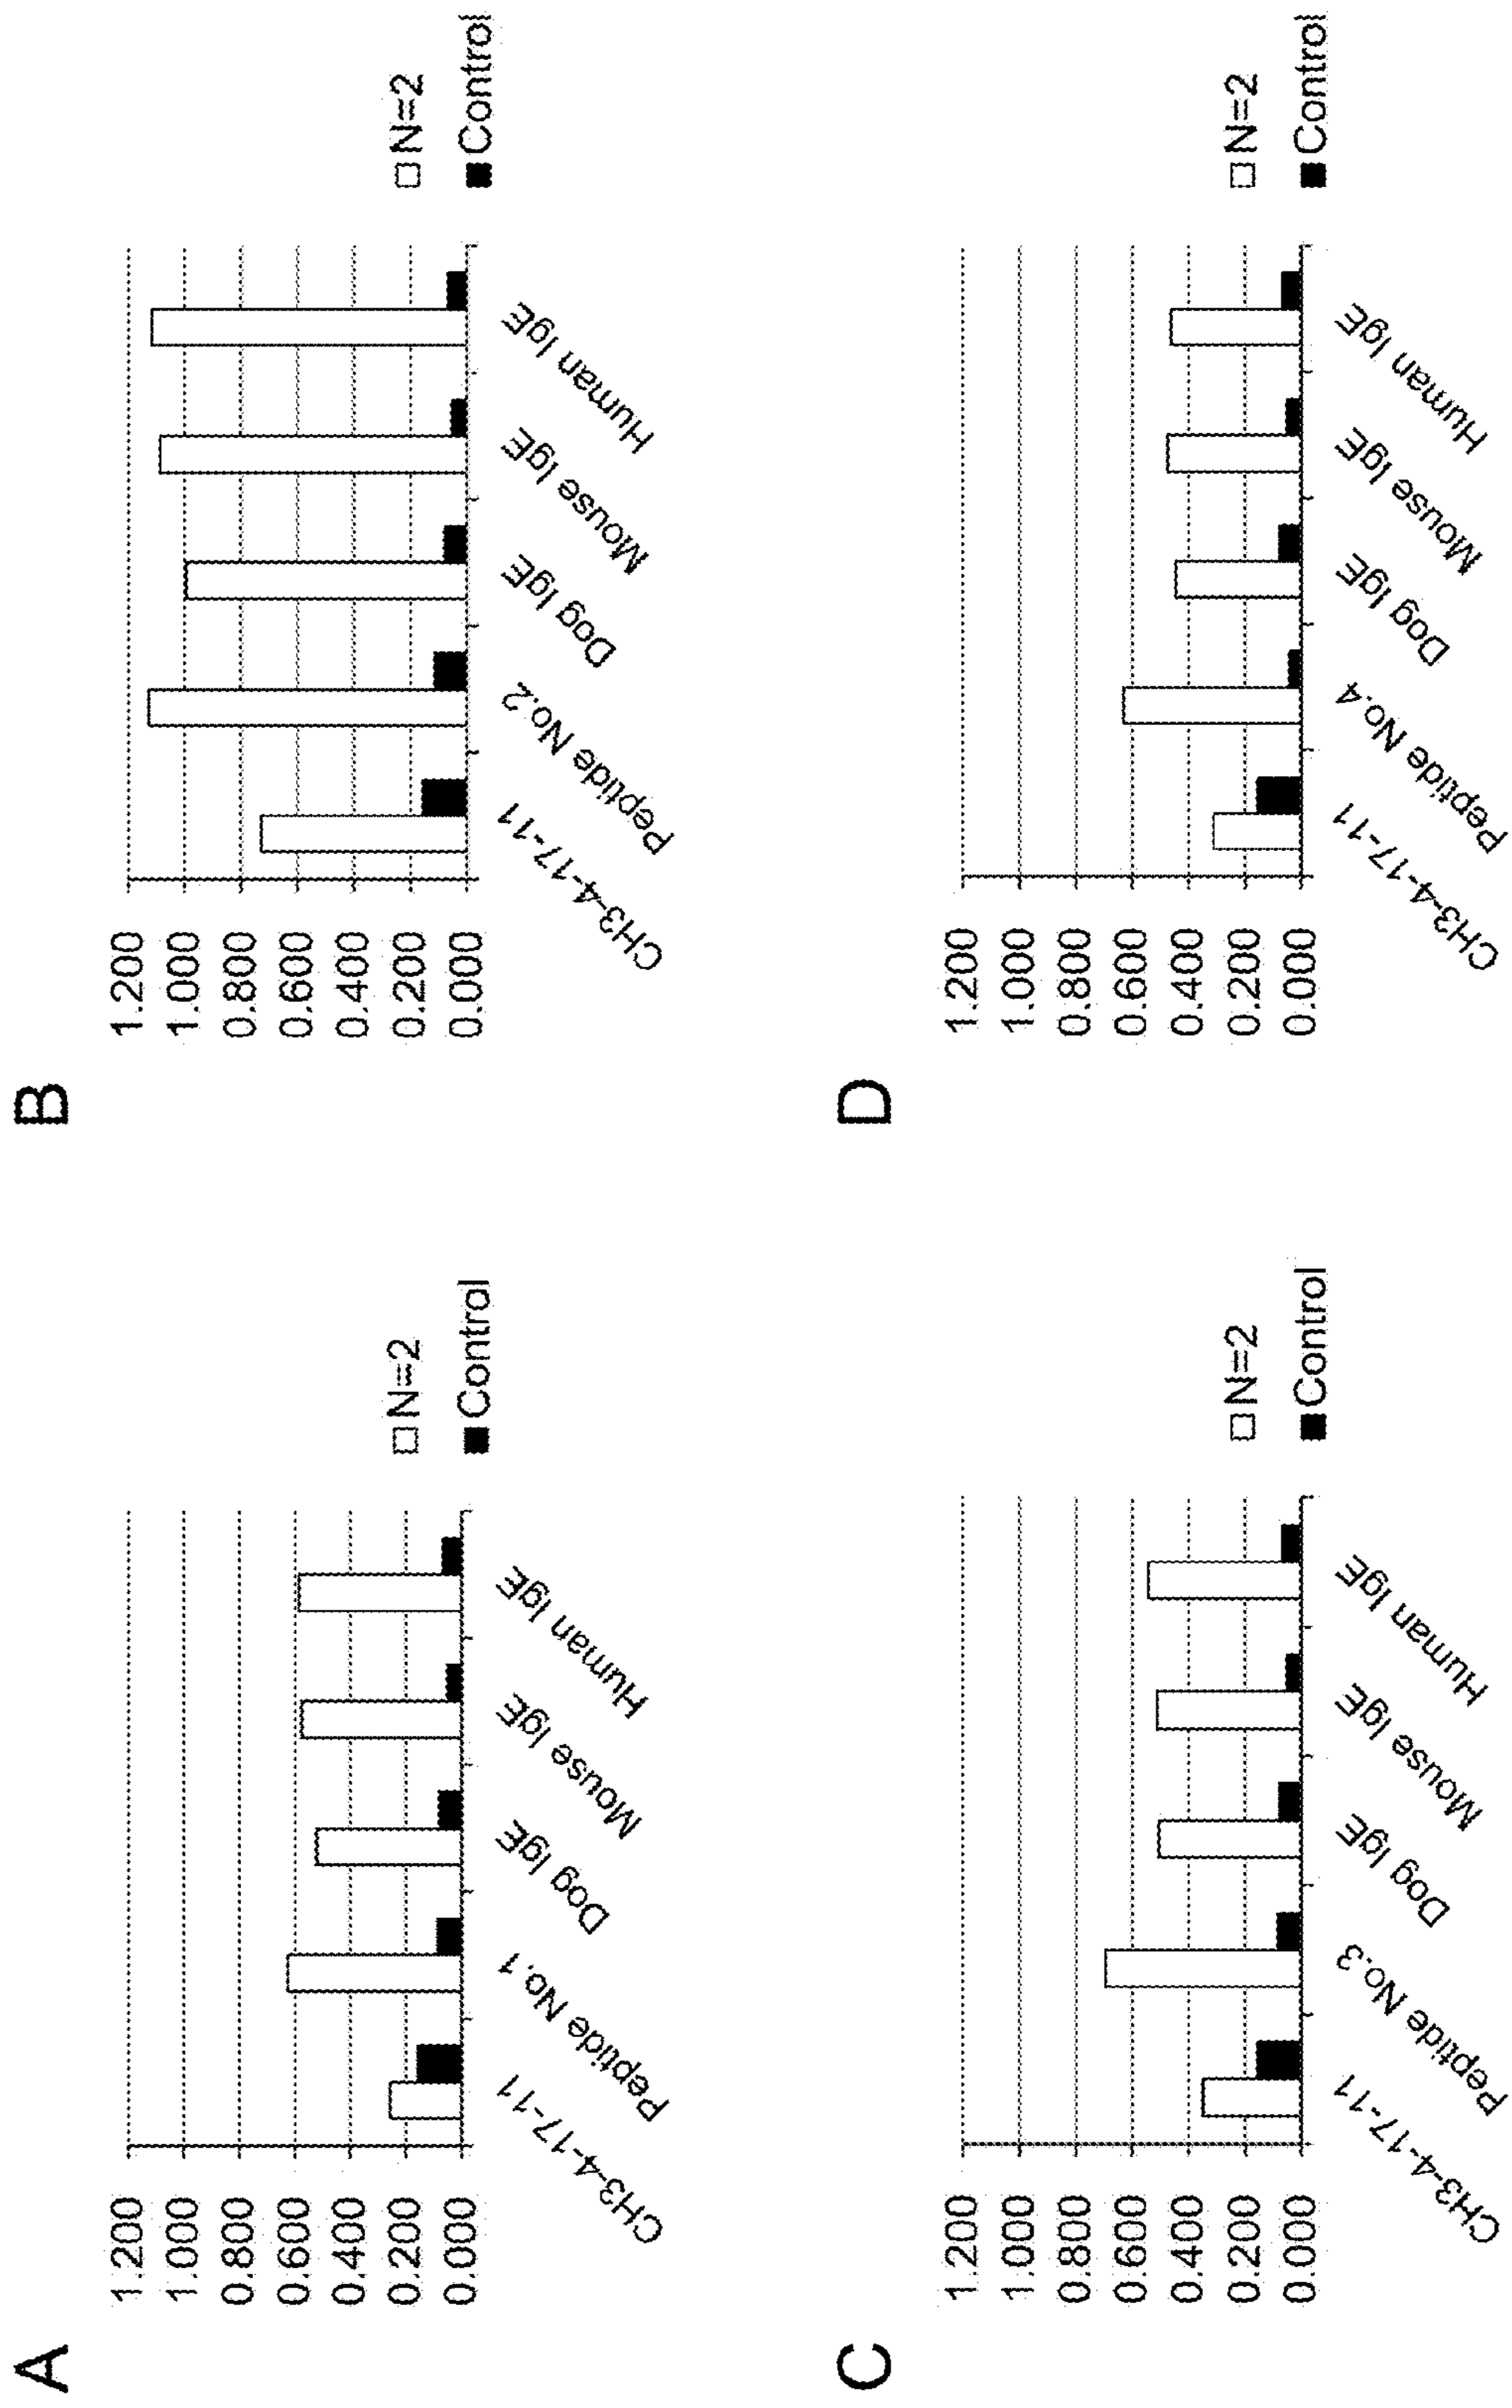 A
1.200
1.000
0.800
0.600
0.400
0.200
0.000
CH3-4-17-11
Peptide No.1
Dog IgE
Mouse IgE
Human IgE
N=2
Control
B
1.200
1.000
0.800
0.600
0.400
0.200
0.000
CH3-4-17-11
Peptide No.2
Dog IgE
Mouse IgE
Human IgE
N=2
Control
C
1.200
1.000
0.800
0.600
0.400
0.200
0.000
CH3-4-17-11
Peptide No.3
Dog IgE
Mouse IgE
Human IgE
N=2
Control
D
1.200
1.000
0.800
0.600
0.400
0.200
0.000
CH3-4-17-11
Peptide No.4
Dog IgE
Mouse IgE
Human IgE
N=2
Control